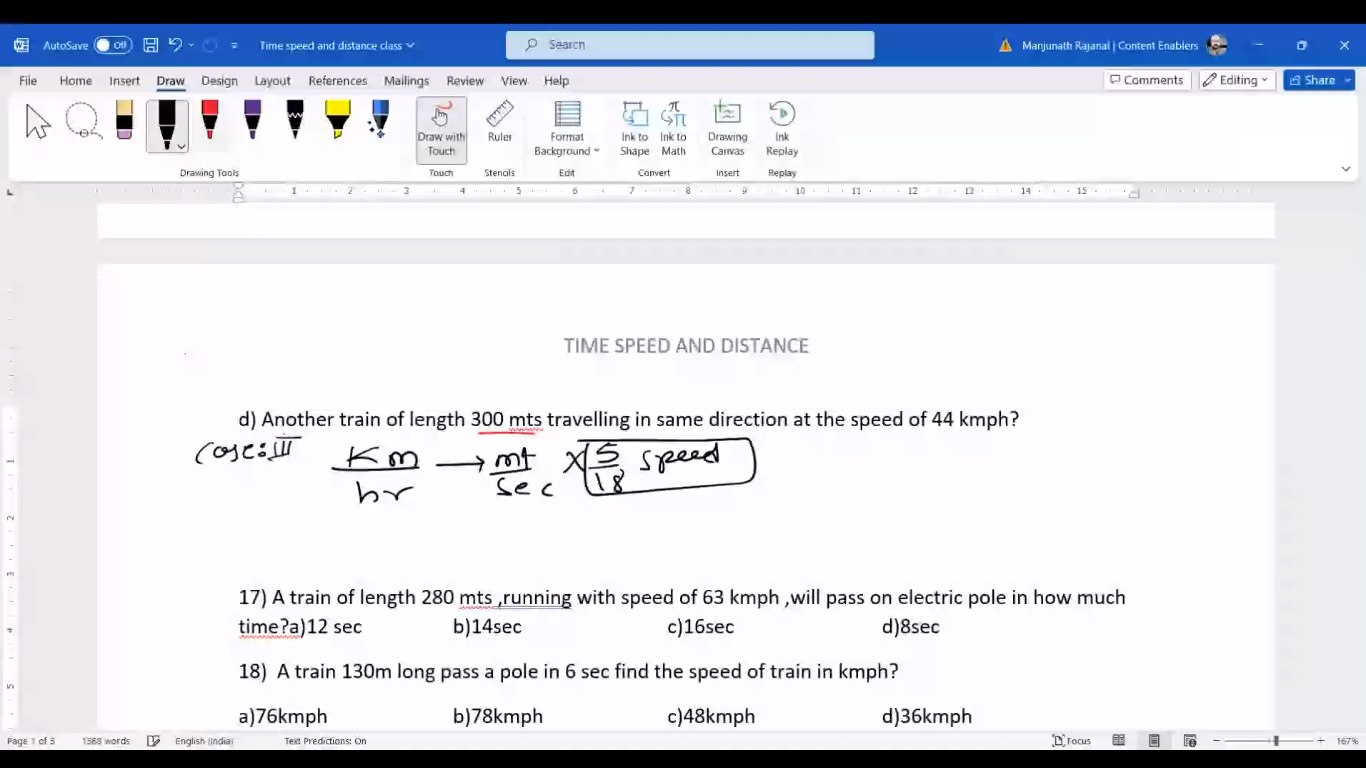 AutoSave Off Time speed and distance class Search Manjunath Rajanal | Content Enablers
File Home Insert Draw Design Layout References Mailings Review View Help Comments Editing Share
Draw with Touch Ruler Format Background Ink to Shape Ink to Math Drawing Canvas Ink Replay
Drawing Tools Touch Stencils Edit Convert Insert Replay
1 2 3 4 5 6 7 8 9 10 11 12 13 14 15
TIME SPEED AND DISTANCE
d) Another train of length 300 mts travelling in same direction at the speed of 44 kmph?
Case:III Km/hr → mt/sec X 5/18 speed
17) A train of length 280 mts ,running with speed of 63 kmph ,will pass on electric pole in how much
time?a)12 sec b)14sec c)16sec d)8sec
18) A train 130m long pass a pole in 6 sec find the speed of train in kmph?
a)76kmph b)78kmph c)48kmph d)36kmph
Page 1 of 5 1568 words English (India) Text Predictions: On Focus 167%